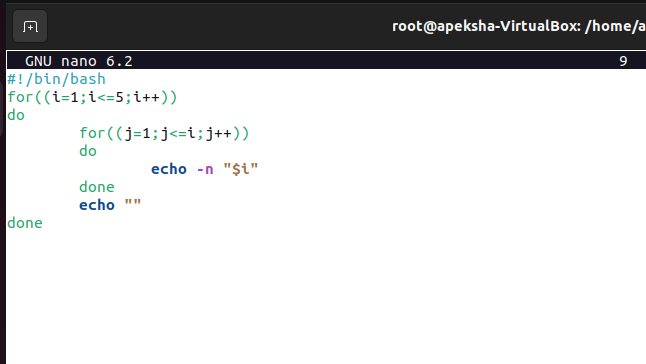 root@apeksha-VirtualBox: /home/a
GNU nano 6.2 9
#!/bin/bash
for((i=1;i<=5;i++))
do
        for((j=1;j<=i;j++))
        do
                echo -n "$i"
        done
        echo ""
done